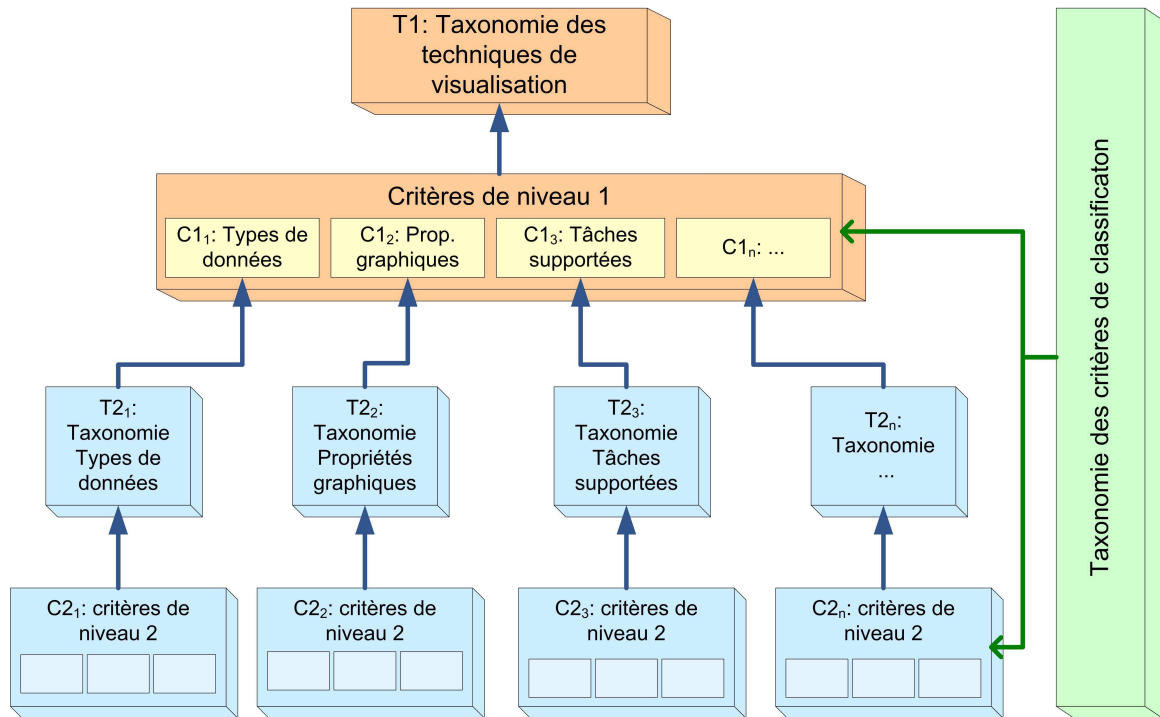 T1: Taxonomie des
techniques de
visualisation
Critères de niveau 1
C1₁: Types de
données
C1₂: Prop.
graphiques
C1₃: Tâches
supportées
C1ₙ: ...
T2₁:
Taxonomie
Types de
données
T2₂:
Taxonomie
Propriétés
graphiques
T2₃:
Taxonomie
Tâches
supportées
T2ₙ:
Taxonomie
...
C2₁: critères de
niveau 2
C2₂: critères de
niveau 2
C2₃: critères de
niveau 2
C2ₙ: critères de
niveau 2
Taxonomie des critères de classificaton